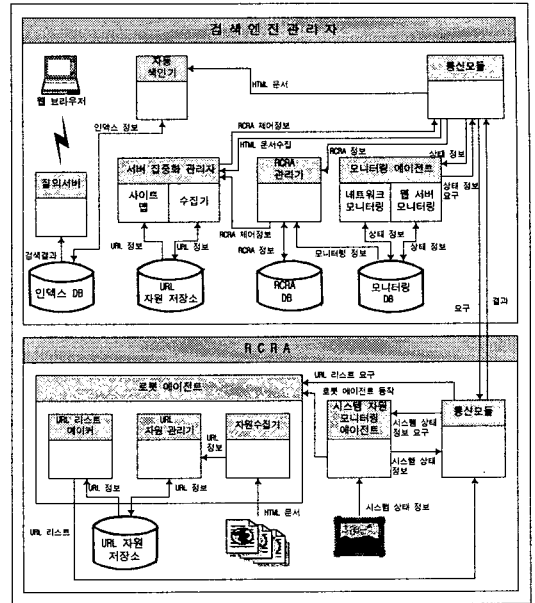 검색엔진관리자
자동
색인기
통신모듈
웹 브라우저
HTML 문서
인덱스 정보
RCRA 제어정보
HTML문서수집
RCRA 정보
상태 정보
질의서버
서버 집중화 관리자
사이트
맵
수집기
RCRA
관리기
모니터링 에이전트
네트워크
모니터링
웹 서버
모니터링
상태 정보
요구
검색결과
URL 정보
URL 정보
RCRA 제어정보
RCRA 정보
모니터링 정보
상태 정보
인덱스 DB
URL
자원 저장소
RCRA
DB
모니터링
DB
요구
결과
RCRA
URL 리스트 요구
로봇 에이전트
로봇 에이전트 동작
URL 리스트
메이커
URL
자원 관리기
자원수집기
URL
정보
시스템 자원
모니터링
에이전트
시스템 상태
정보 요구
통신모듈
시스템 상태
정보
URL 정보
URL 정보
HTML 문서
시스템 상태 정보
URL 리스트
URL 자원
저장소